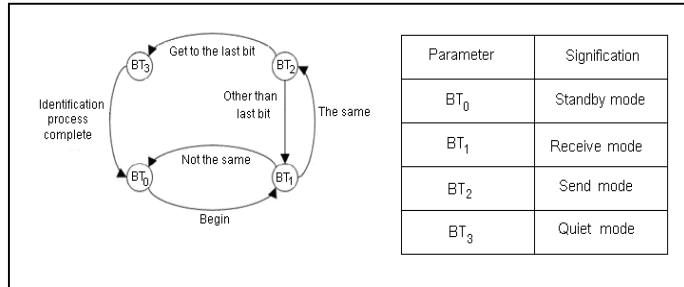 Get to the last bit
BT3
BT2
Identification
process
complete
Other than
last bit
The same
Not the same
BT0
BT1
Begin
Parameter Signification
BT0 Standby mode
BT1 Receive mode
BT2 Send mode
BT3 Quiet mode